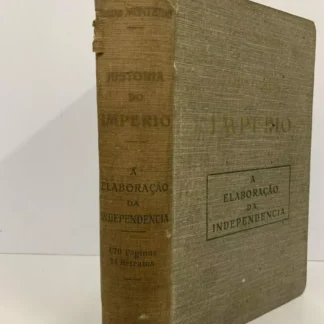 HISTORIA
DO
IMPERIO
A
ELABORAÇÃO
DA
INDEPENDENCIA
IMPERIO
A
ELABORAÇÃO
DA
INDEPENDENCIA